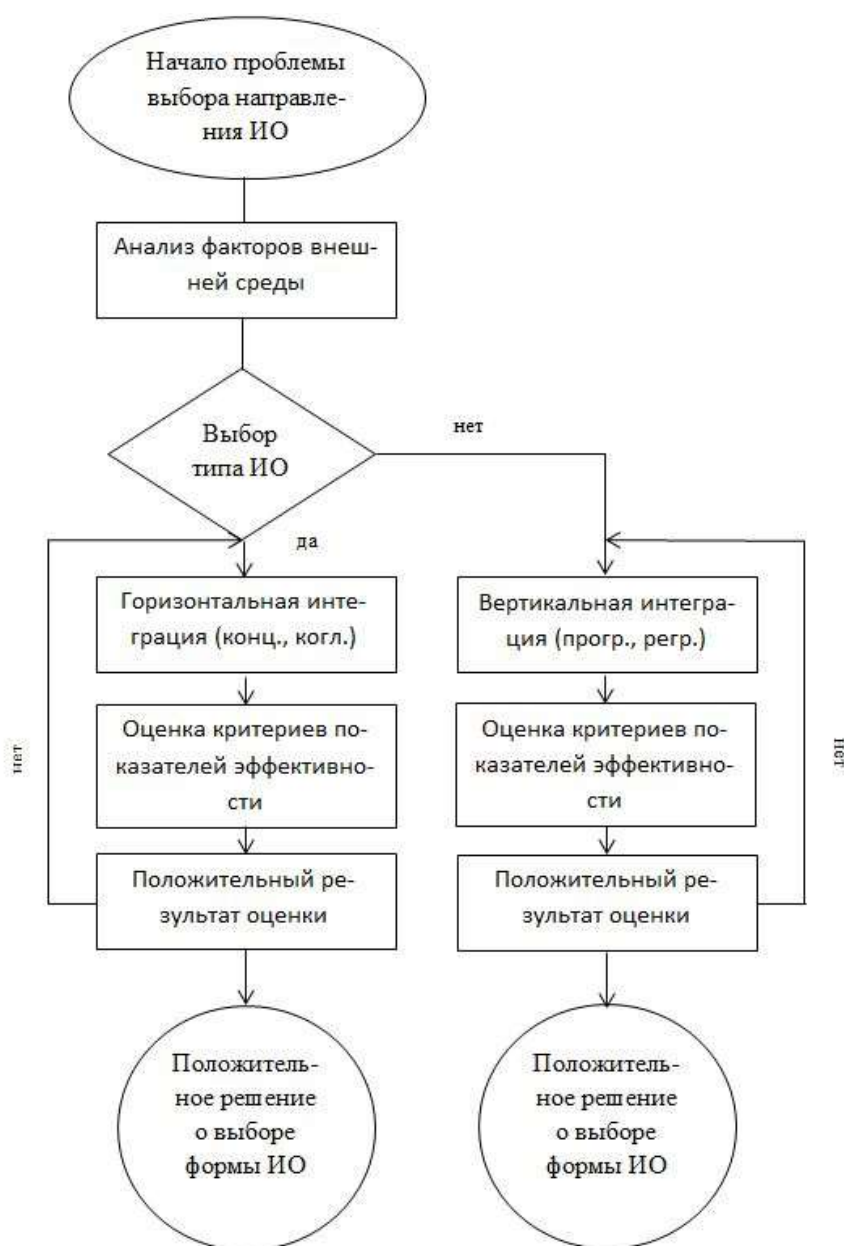 Начало проблемы
выбора направле-
ния ИО
Анализ факторов внеш-
ней среды
Выбор
типа ИО
нет
да
Горизонтальная инте-
грация (конц., когл.)
Оценка критериев по-
казателей эффективно-
сти
Положительный ре-
зультат оценки
нет
Положитель-
ное решение
о выборе
формы ИО
Вертикальная интегра-
ция (прогр., регр.)
Оценка критериев по-
казателей эффективно-
сти
Положительный ре-
зультат оценки
нет
Положитель-
ное решение
о выборе
формы ИО